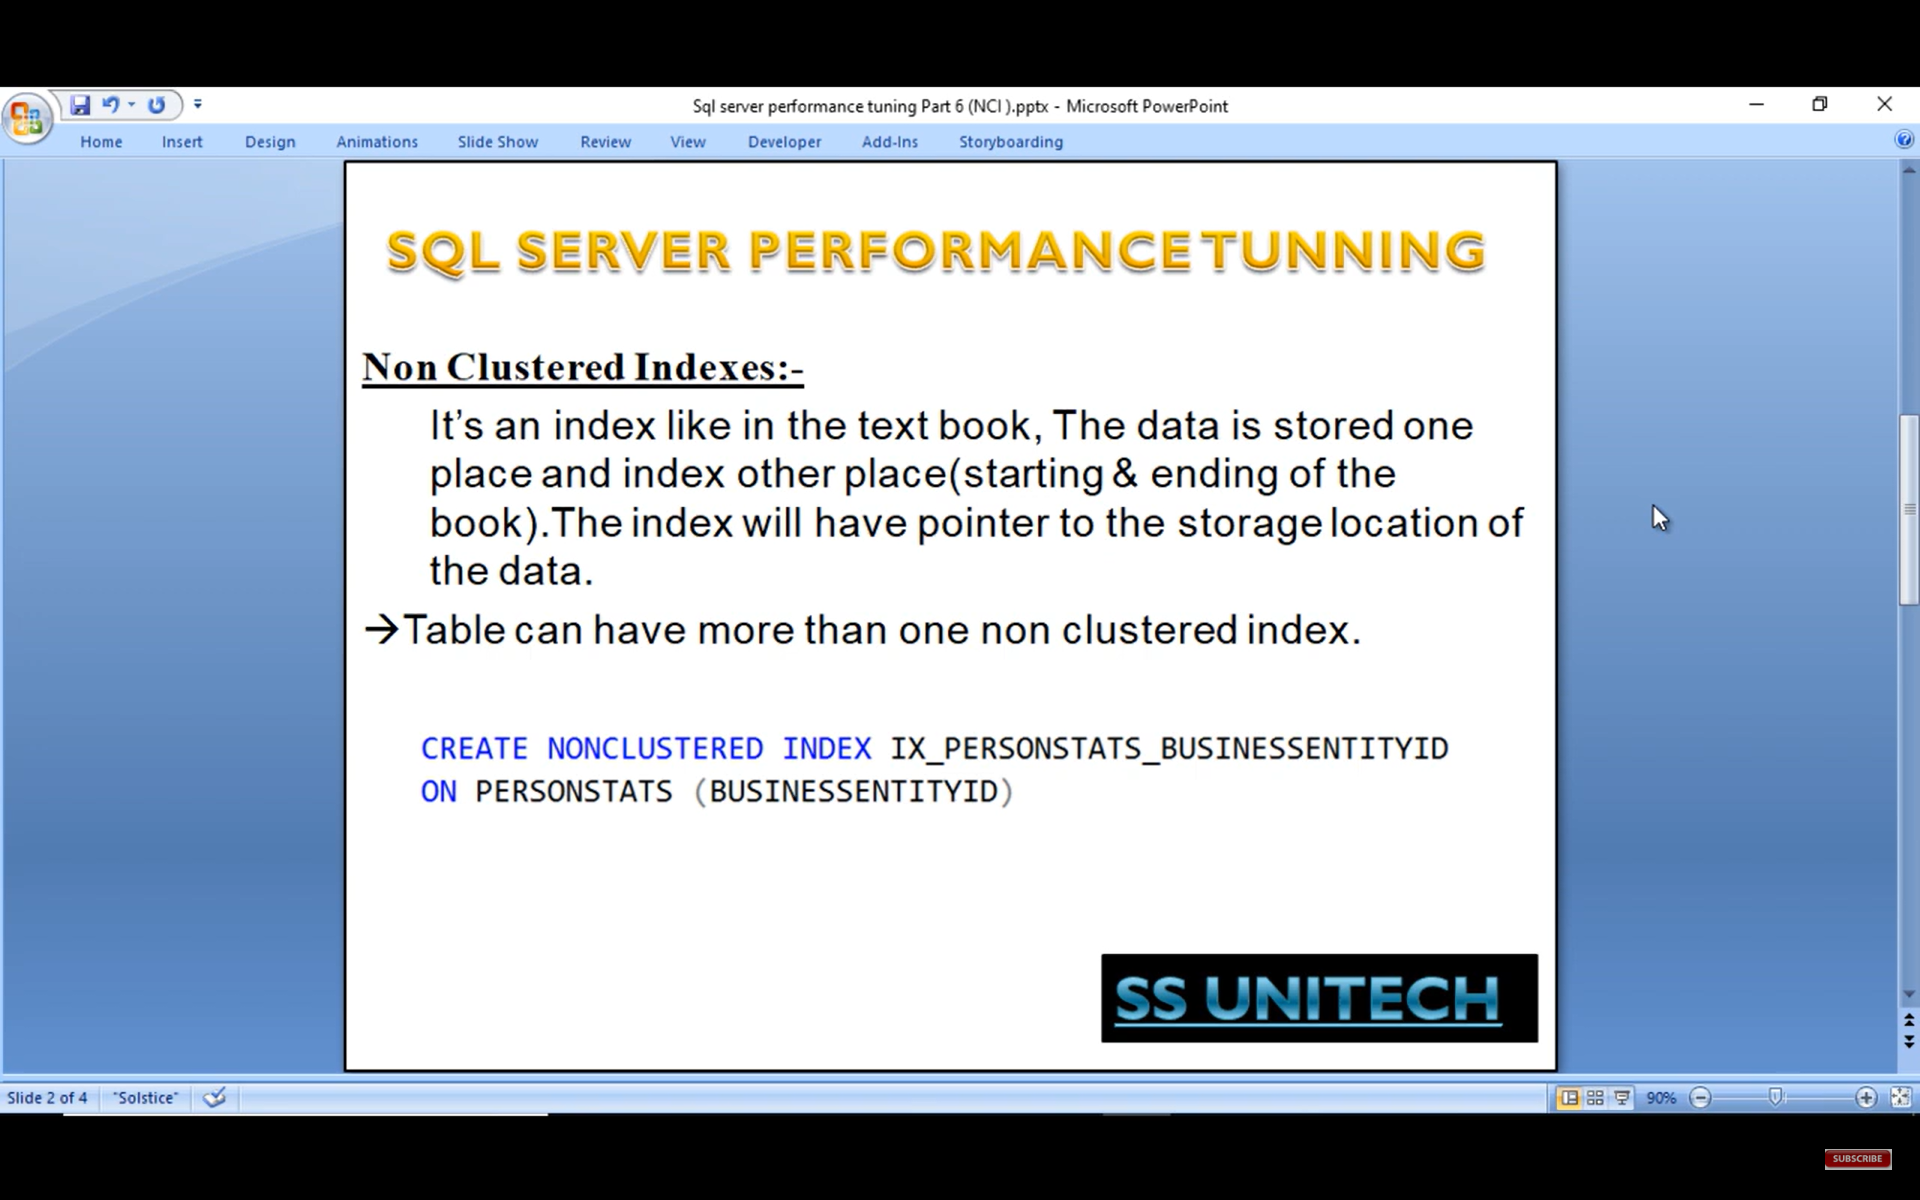 Sql server performance tuning Part 6 (NCI ).pptx - Microsoft PowerPoint
Home Insert Design Animations Slide Show Review View Developer Add-Ins Storyboarding
SQL SERVER PERFORMANCE TUNNING
Non Clustered Indexes:-
It's an index like in the text book, The data is stored one
place and index other place(starting & ending of the
book).The index will have pointer to the storage location of
the data.
→Table can have more than one non clustered index.
CREATE NONCLUSTERED INDEX IX_PERSONSTATS_BUSINESSENTITYID
ON PERSONSTATS (BUSINESSENTITYID)
SS UNITECH
Slide 2 of 4 "Solstice" 90%
SUBSCRIBE